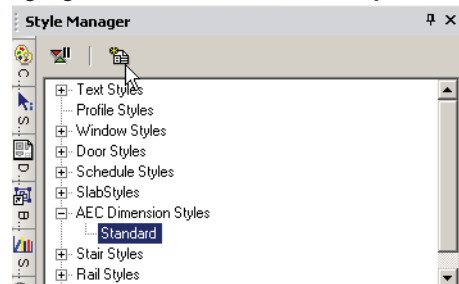 Style Manager
C...
Text Styles
Profile Styles
S...
Window Styles
Door Styles
D...
Schedule Styles
SlabStyles
B...
AEC Dimension Styles
Standard
S...
Stair Styles
Rail Styles